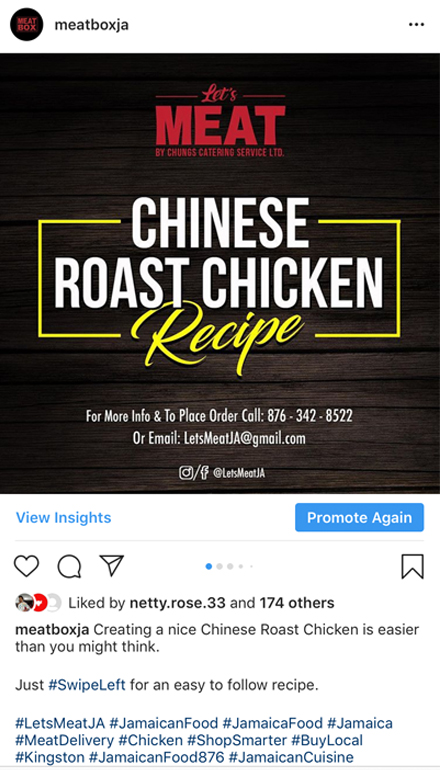 MEAT
BOX
meatboxja
Let's
MEAT
BY CHUNGS CATERING SERVICE LTD.
CHINESE
ROAST CHICKEN
Recipe
For More Info & To Place Order Call: 876 - 342 - 8522
Or Email: LetsMeatJA@gmail.com
@LetsMeatJA
View Insights
Promote Again
Liked by netty.rose.33 and 174 others
meatboxja Creating a nice Chinese Roast Chicken is easier
than you might think.
Just #SwipeLeft for an easy to follow recipe.
#LetsMeatJA #JamaicanFood #JamaicaFood #Jamaica
#MeatDelivery #Chicken #ShopSmarter #BuyLocal
#Kingston #JamaicanFood876 #JamaicanCuisine